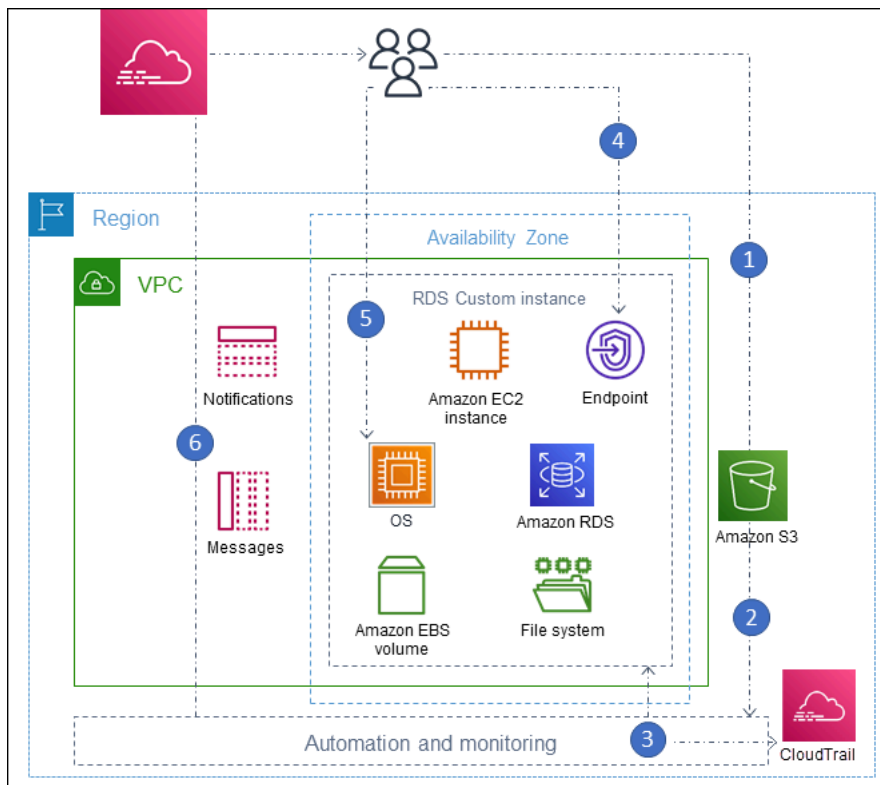 4
Region
Availability Zone
1
VPC
RDS Custom instance
5
Notifications
Amazon EC2
instance
Endpoint
6
OS
Amazon RDS
Messages
Amazon S3
Amazon EBS
volume
File system
2
Automation and monitoring
3
CloudTrail